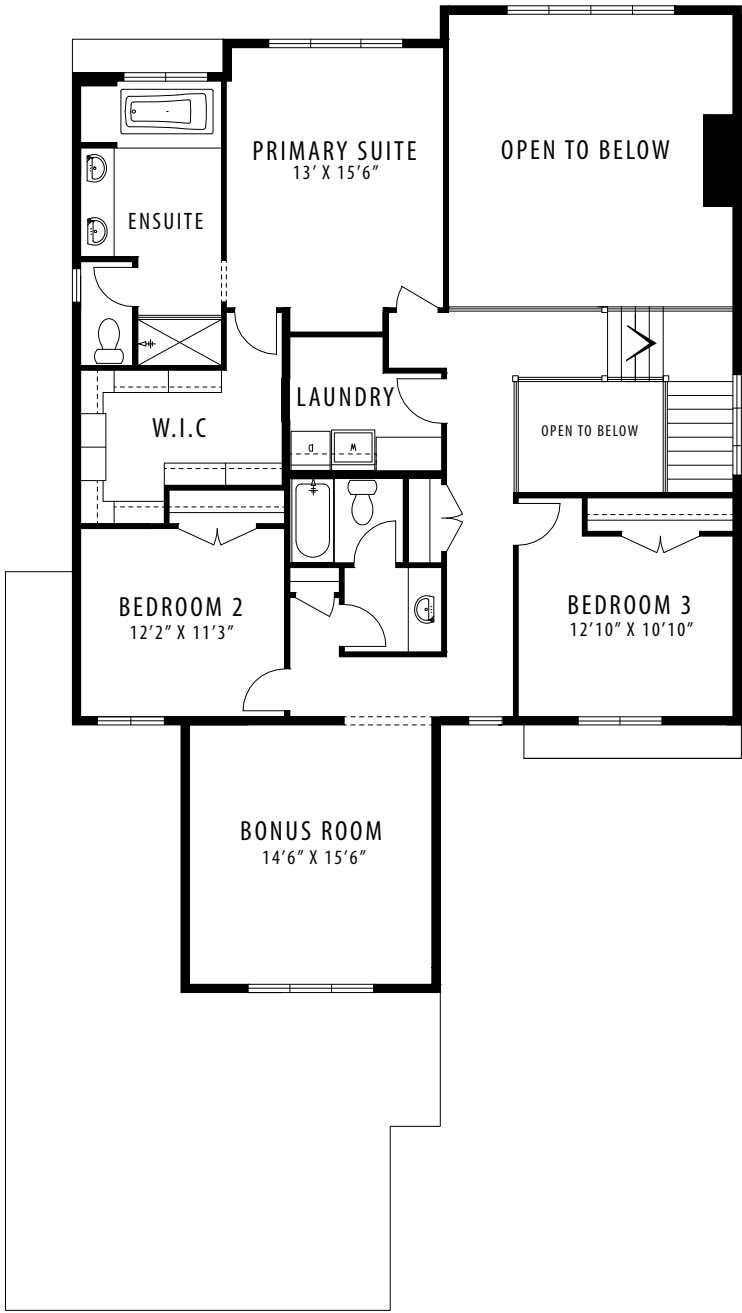 PRIMARY SUITE
13' X 15'6"
OPEN TO BELOW
ENSUITE
LAUNDRY
W.I.C
OPEN TO BELOW
D
W
BEDROOM 2
12'2" X 11'3"
BEDROOM 3
12'10" X 10'10"
BONUS ROOM
14'6" X 15'6"